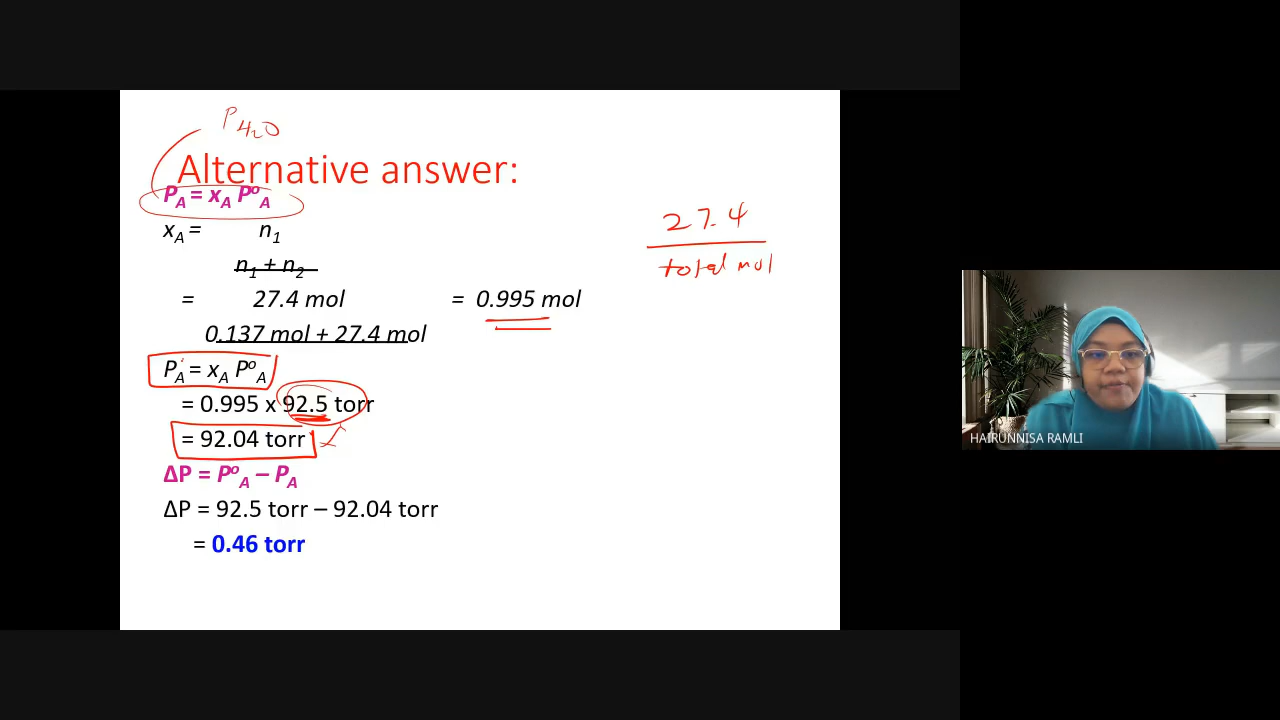 P H2O
Alternative answer:
PA = xA PoA
xA = n1
n1 + n2
= 27.4 mol = 0.995 mol
0.137 mol + 27.4 mol
PA = xA PoA
= 0.995 x 92.5 torr
= 92.04 torr
ΔP = PoA – PA
ΔP = 92.5 torr – 92.04 torr
= 0.46 torr
27.4
total mol
HAIRUNNISA RAMLI